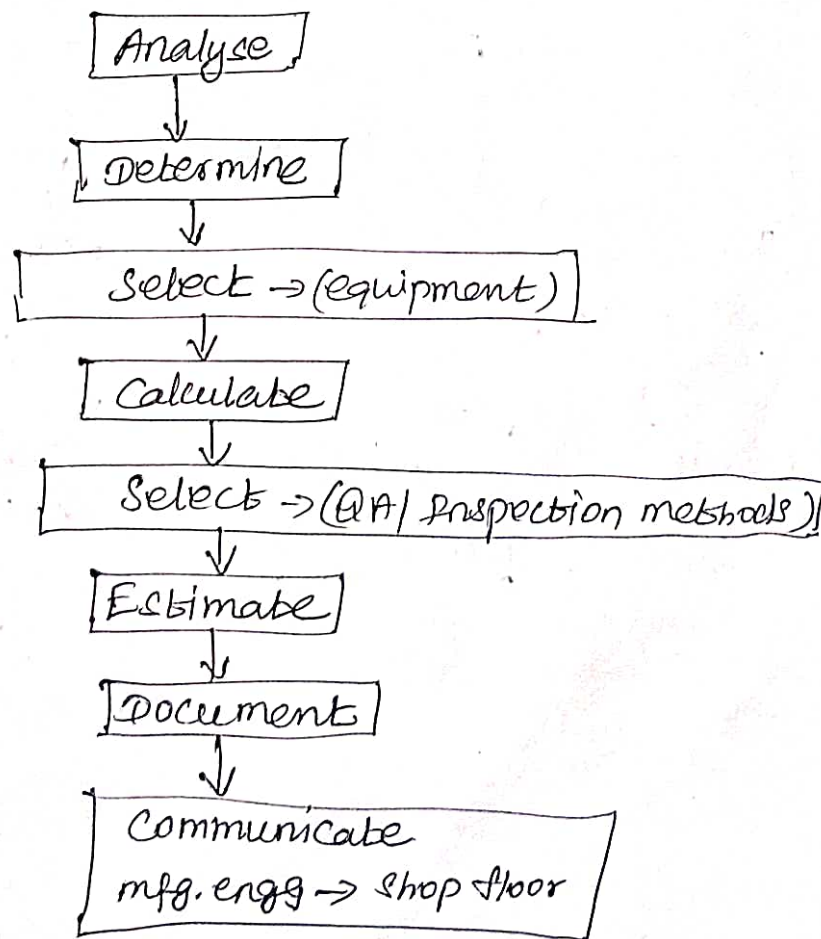 Analyse
Determine
Select → (equipment)
Calculate
Select → (QA/ Inspection methods)
Estimate
Document
Communicate
mfg. engg → shop floor